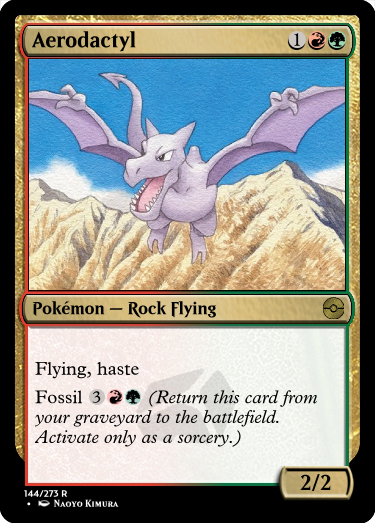 Aerodactyl 1
Pokémon — Rock Flying
Flying, haste
Fossil 3 (Return this card from
your graveyard to the battlefield.
Activate only as a sorcery.)
2/2
144/273 R
• Naoyo Kimura